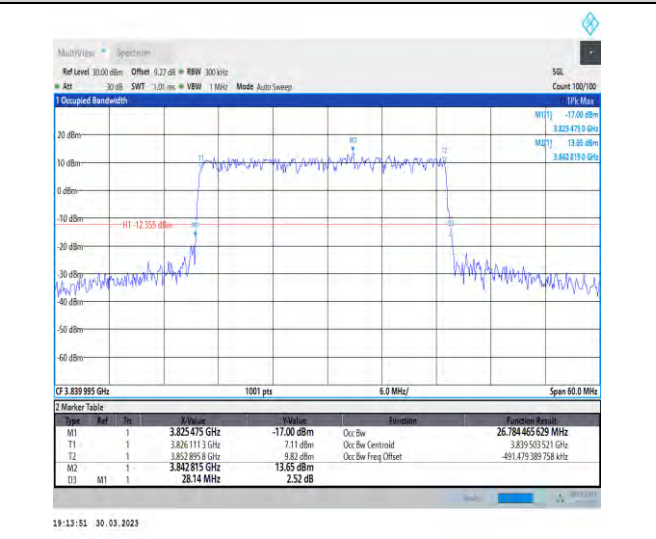 MultiView Spectrum
Ref Level 30.00 dBm Offset 9.27 dB RBW 300 kHz SGL
Att 30 dB SWT 1.01 ms VBW 1 MHz Mode Auto Sweep Count 100/100
1 Occupied Bandwidth 1Pk Max
M1[1] -17.00 dBm
3.825 475 0 GHz
M2[1] 13.65 dBm
3.842 815 0 GHz
20 dBm
M2
T1 T2
10 dBm
0 dBm
-10 dBm
H1 -12.355 dBm M1 D3
-20 dBm
-30 dBm
-40 dBm
-50 dBm
-60 dBm
CF 3.839 995 GHz 1001 pts 6.0 MHz/ Span 60.0 MHz
2 Marker Table
Type Ref Trc X-Value Y-Value Function Function Result
M1 1 3.825 475 GHz -17.00 dBm Occ Bw 26.784 465 629 MHz
T1 1 3.826 111 3 GHz 7.11 dBm Occ Bw Centroid 3.839 503 521 GHz
T2 1 3.852 895 8 GHz 9.82 dBm Occ Bw Freq Offset -491.479 389 758 kHz
M2 1 3.842 815 GHz 13.65 dBm
D3 M1 1 28.14 MHz 2.52 dB
19:13:51 30.03.2023